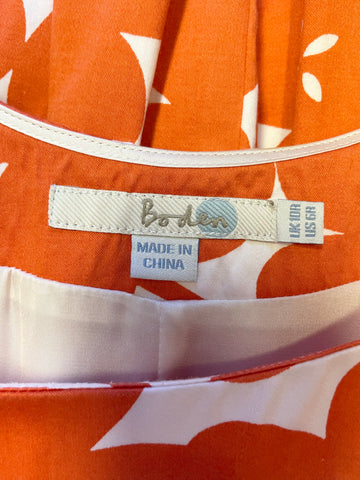 Boden
MADE IN
CHINA
UK 10R
US 6R